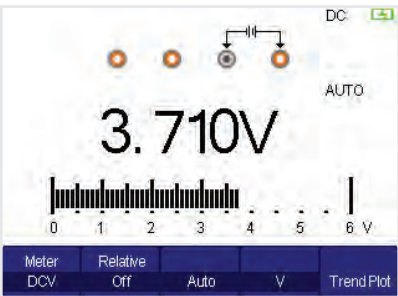 DC
AUTO
3.710V
0 1 2 3 4 5 6 V
Meter Relative
DCV Off Auto V Trend Plot